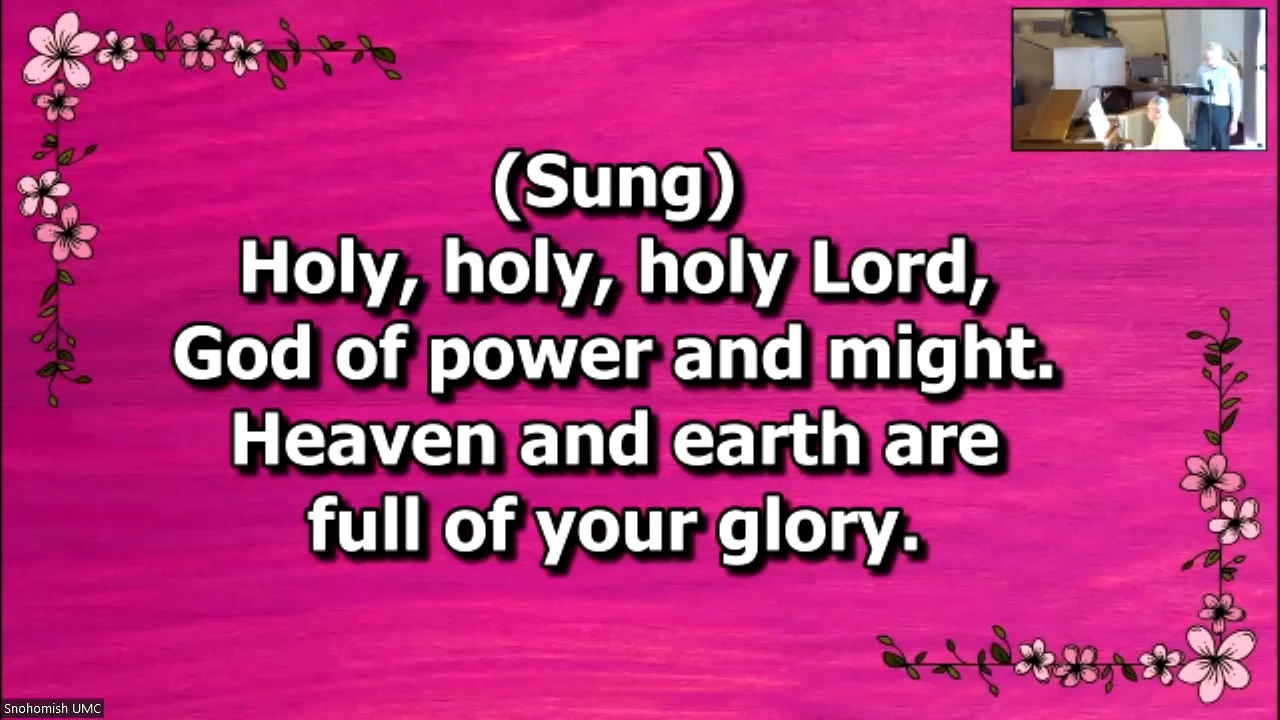 (Sung)
Holy, holy, holy Lord,
God of power and might.
Heaven and earth are
full of your glory.
Snohomish UMC